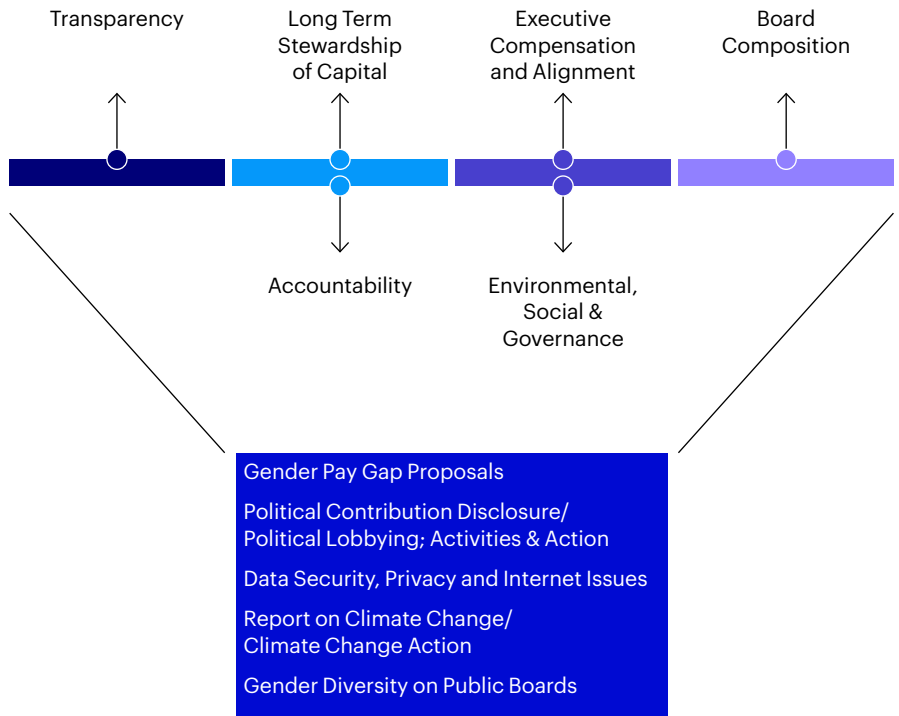 Transparency
Long Term
Stewardship
of Capital
Executive
Compensation
and Alignment
Board
Composition
Accountability
Environmental,
Social &
Governance
Gender Pay Gap Proposals
Political Contribution Disclosure/
Political Lobbying; Activities & Action
Data Security, Privacy and Internet Issues
Report on Climate Change/
Climate Change Action
Gender Diversity on Public Boards